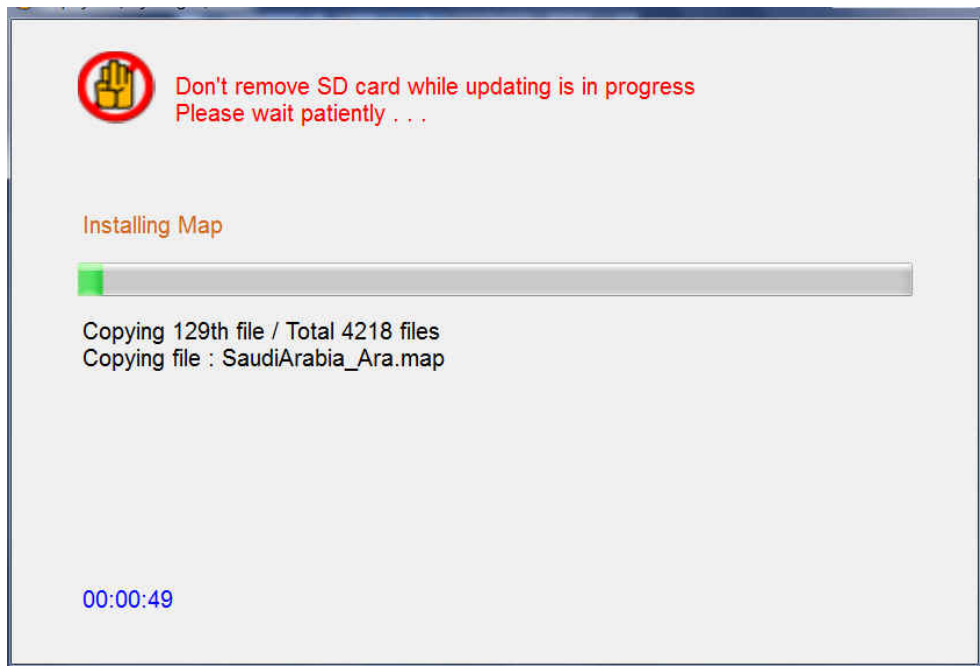 Don't remove SD card while updating is in progress
Please wait patiently . . .
Installing Map
Copying 129th file / Total 4218 files
Copying file : SaudiArabia_Ara.map
00:00:49